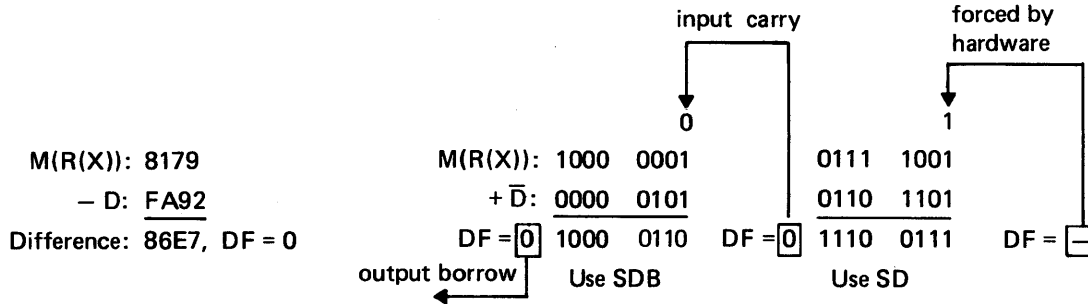 input carry forced by
hardware
0 1
M(R(X)): 8179 M(R(X)): 1000 0001 0111 1001
– D: FA92 + D̅: 0000 0101 0110 1101
Difference: 86E7, DF = 0 DF = 0 1000 0110 DF = 0 1110 0111 DF = –
output borrow Use SDB Use SD